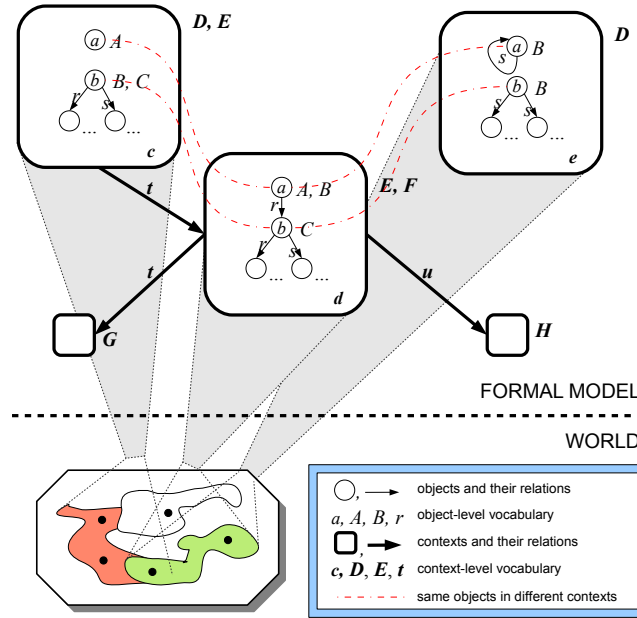 D, E
D
a A
a B
s
b B, C
b B
r s
s s
... ...
... ...
c
e
t
a A, B
E, F
r
b C
r s
... ...
t
u
d
G
H
FORMAL MODEL
WORLD
, objects and their relations
a, A, B, r object-level vocabulary
, contexts and their relations
c, D, E, t context-level vocabulary
same objects in different contexts